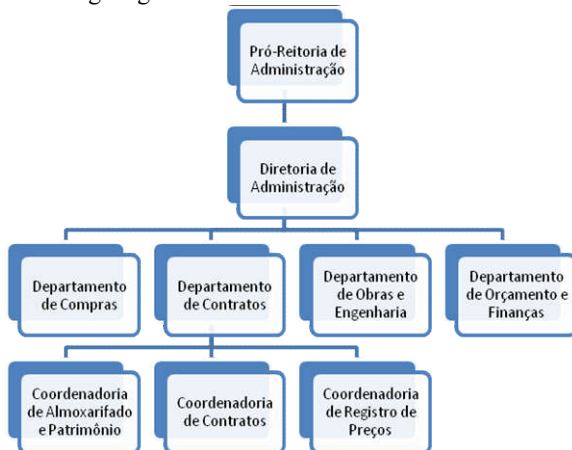 Pró-Reitoria de
Administração
Diretoria de
Administração
Departamento
de Compras
Departamento
de Contratos
Departamento
de Obras e
Engenharia
Departamento
de Orçamento e
Finanças
Coordenadoria
de Almoxarifado
e Patrimônio
Coordenadoria
de Contratos
Coordenadoria
de Registro de
Preços